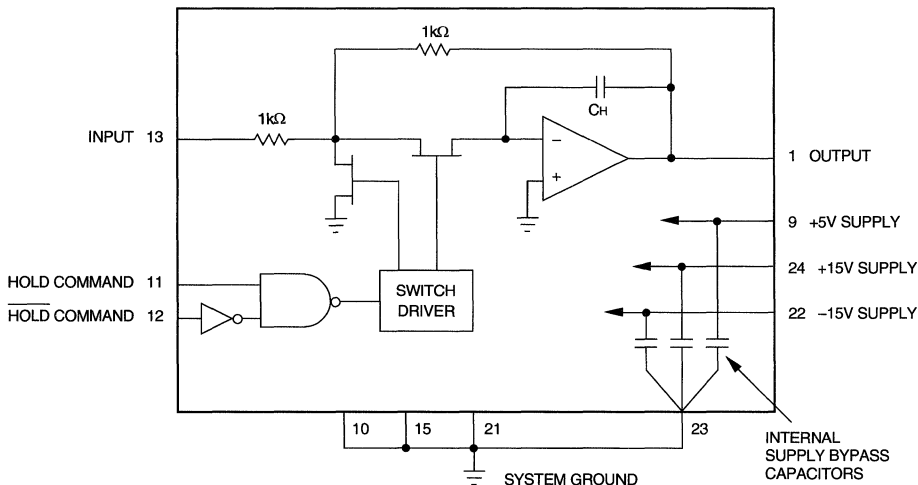 1kΩ
1kΩ
CH
INPUT 13
−
+
1 OUTPUT
9 +5V SUPPLY
24 +15V SUPPLY
22 −15V SUPPLY
HOLD COMMAND 11
HOLD COMMAND 12
SWITCH
DRIVER
10 15 21 23
INTERNAL
SUPPLY BYPASS
CAPACITORS
SYSTEM GROUND